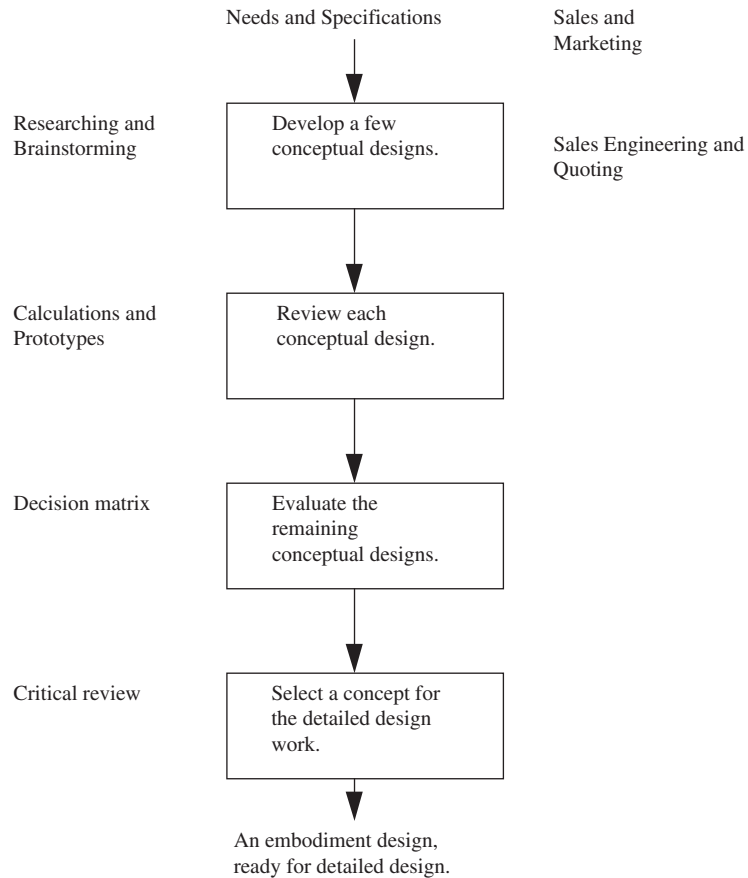 Needs and Specifications
Sales and
Marketing
Researching and
Brainstorming
Develop a few
conceptual designs.
Sales Engineering and
Quoting
Calculations and
Prototypes
Review each
conceptual design.
Decision matrix
Evaluate the
remaining
conceptual designs.
Critical review
Select a concept for
the detailed design
work.
An embodiment design,
ready for detailed design.